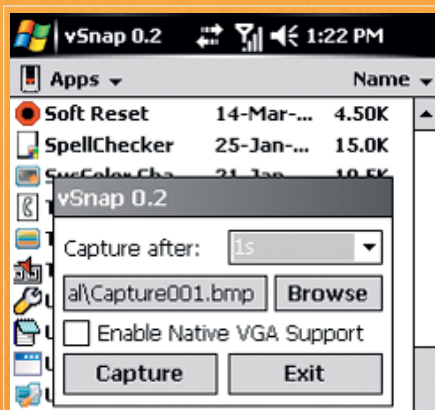 vSnap 0.2 1:22 PM
Apps Name
Soft Reset 14-Mar-... 4.50K
SpellChecker 25-Jan-... 15.0K
vSnap 0.2
Capture after: 1s
al\Capture001.bmp Browse
Enable Native VGA Support
Capture Exit